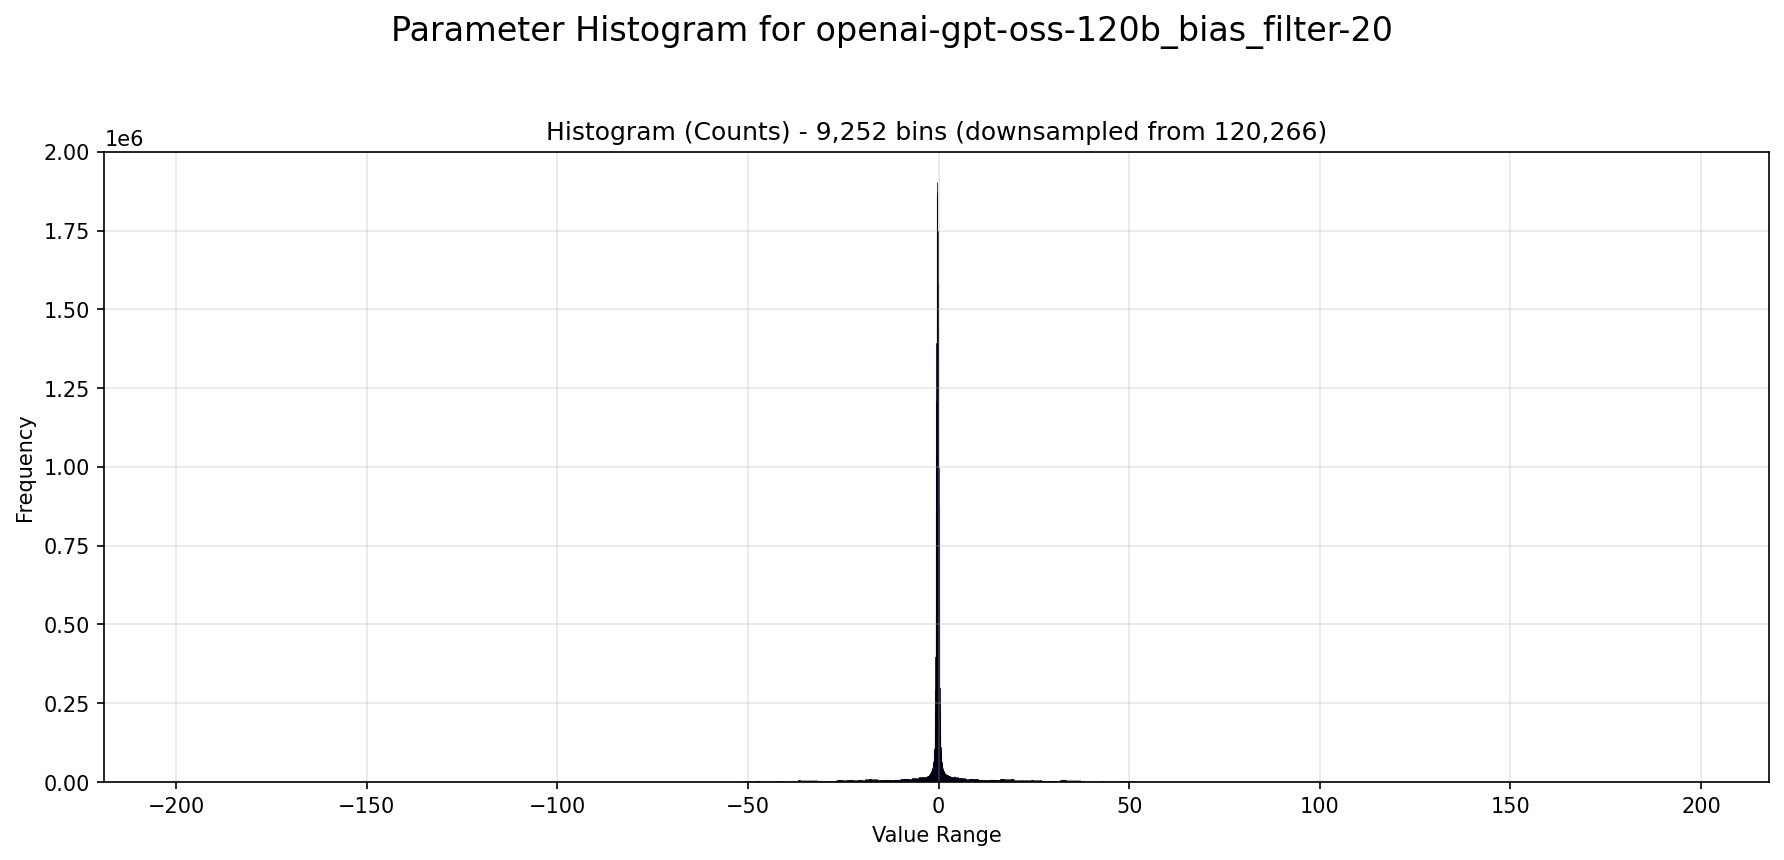 Parameter Histogram for openai-gpt-oss-120b_bias_filter-20
Histogram (Counts) - 9,252 bins (downsampled from 120,266)
1e6
2.00
1.75
1.50
1.25
1.00
0.75
0.50
0.25
0.00
Frequency
−200 −150 −100 −50 0 50 100 150 200
Value Range